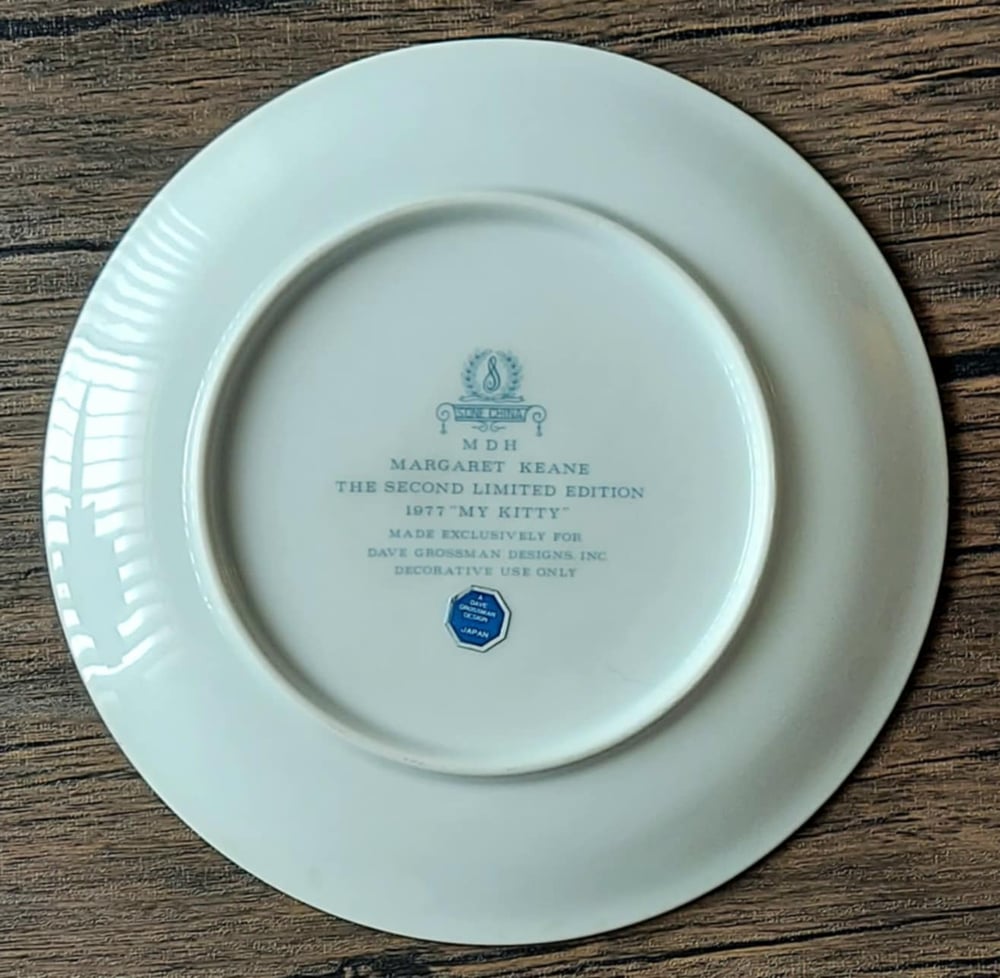 S
SONE CHINA
MDH
MARGARET KEANE
THE SECOND LIMITED EDITION
1977 "MY KITTY"
MADE EXCLUSIVELY FOR
DAVE GROSSMAN DESIGNS. INC
DECORATIVE USE ONLY
A
DAVE
GROSSMAN
DESIGN
JAPAN